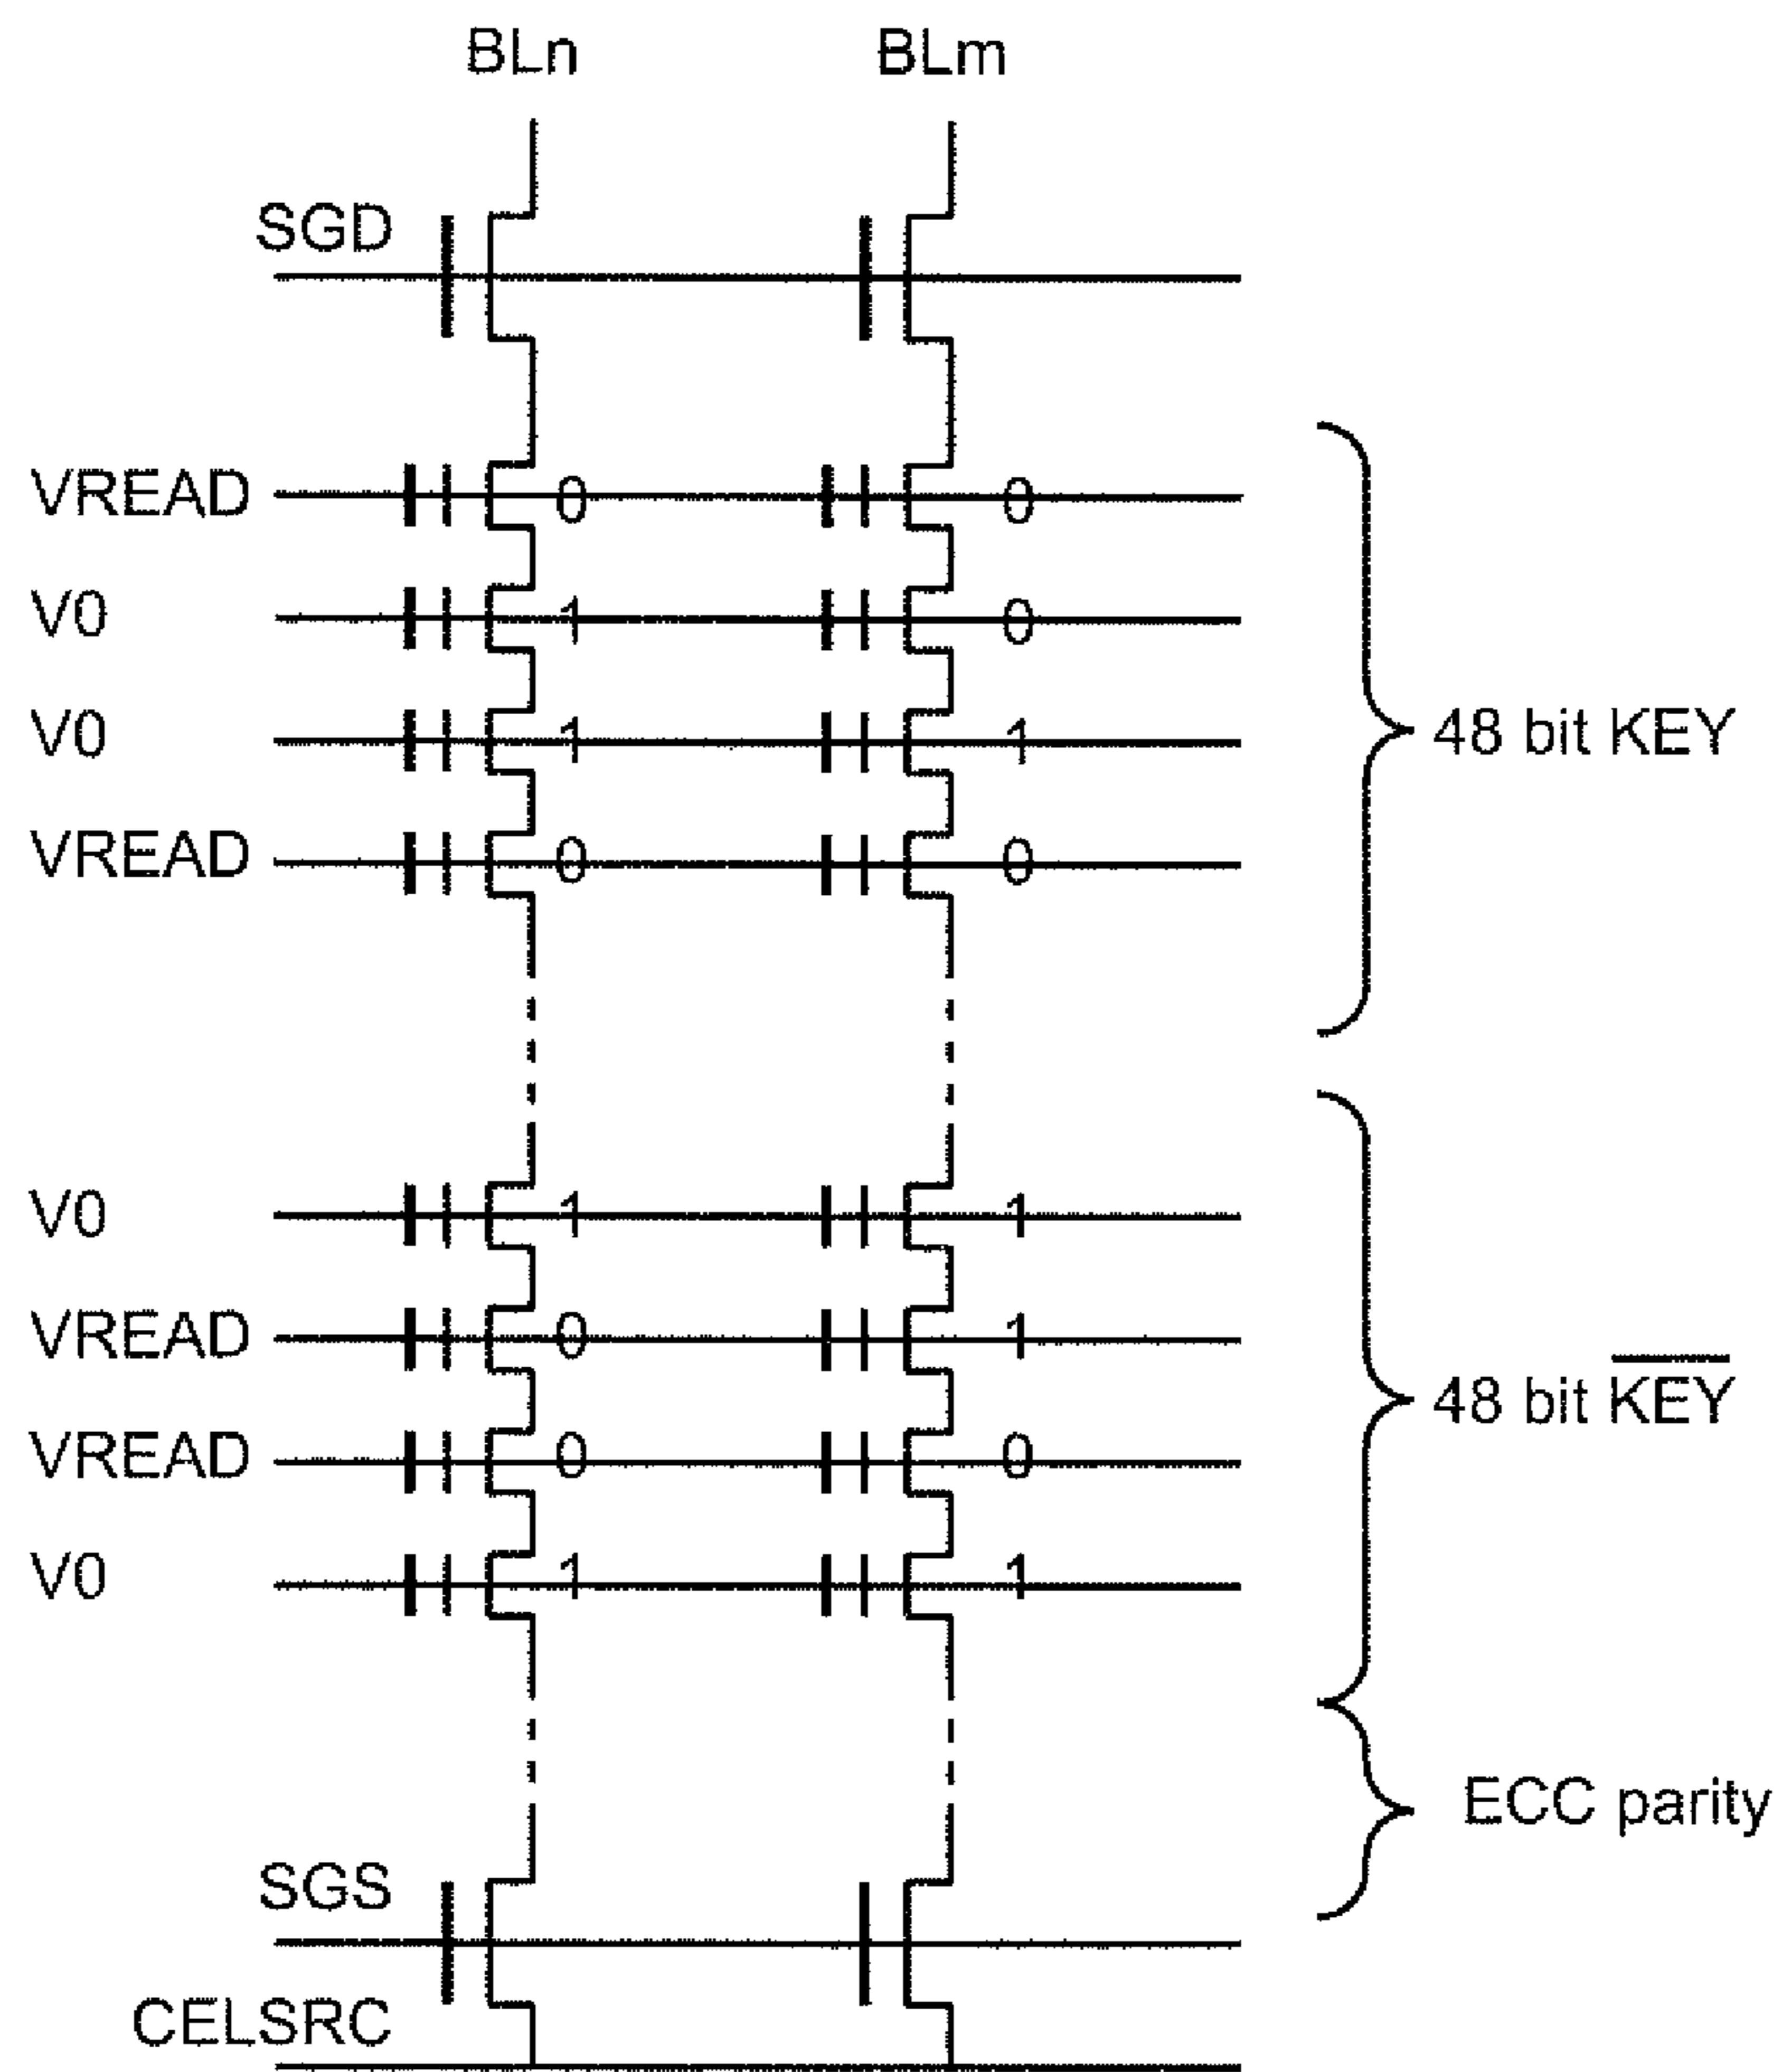 BLn BLm
SGD
VREAD 0 0
V0 1 0
V0 1 1
VREAD 0 0
48 bit KEY
V0 1 1
VREAD 0 1
VREAD 0 0
V0 1 1
48 bit K̅E̅Y̅
ECC parity
SGS
CELSRC